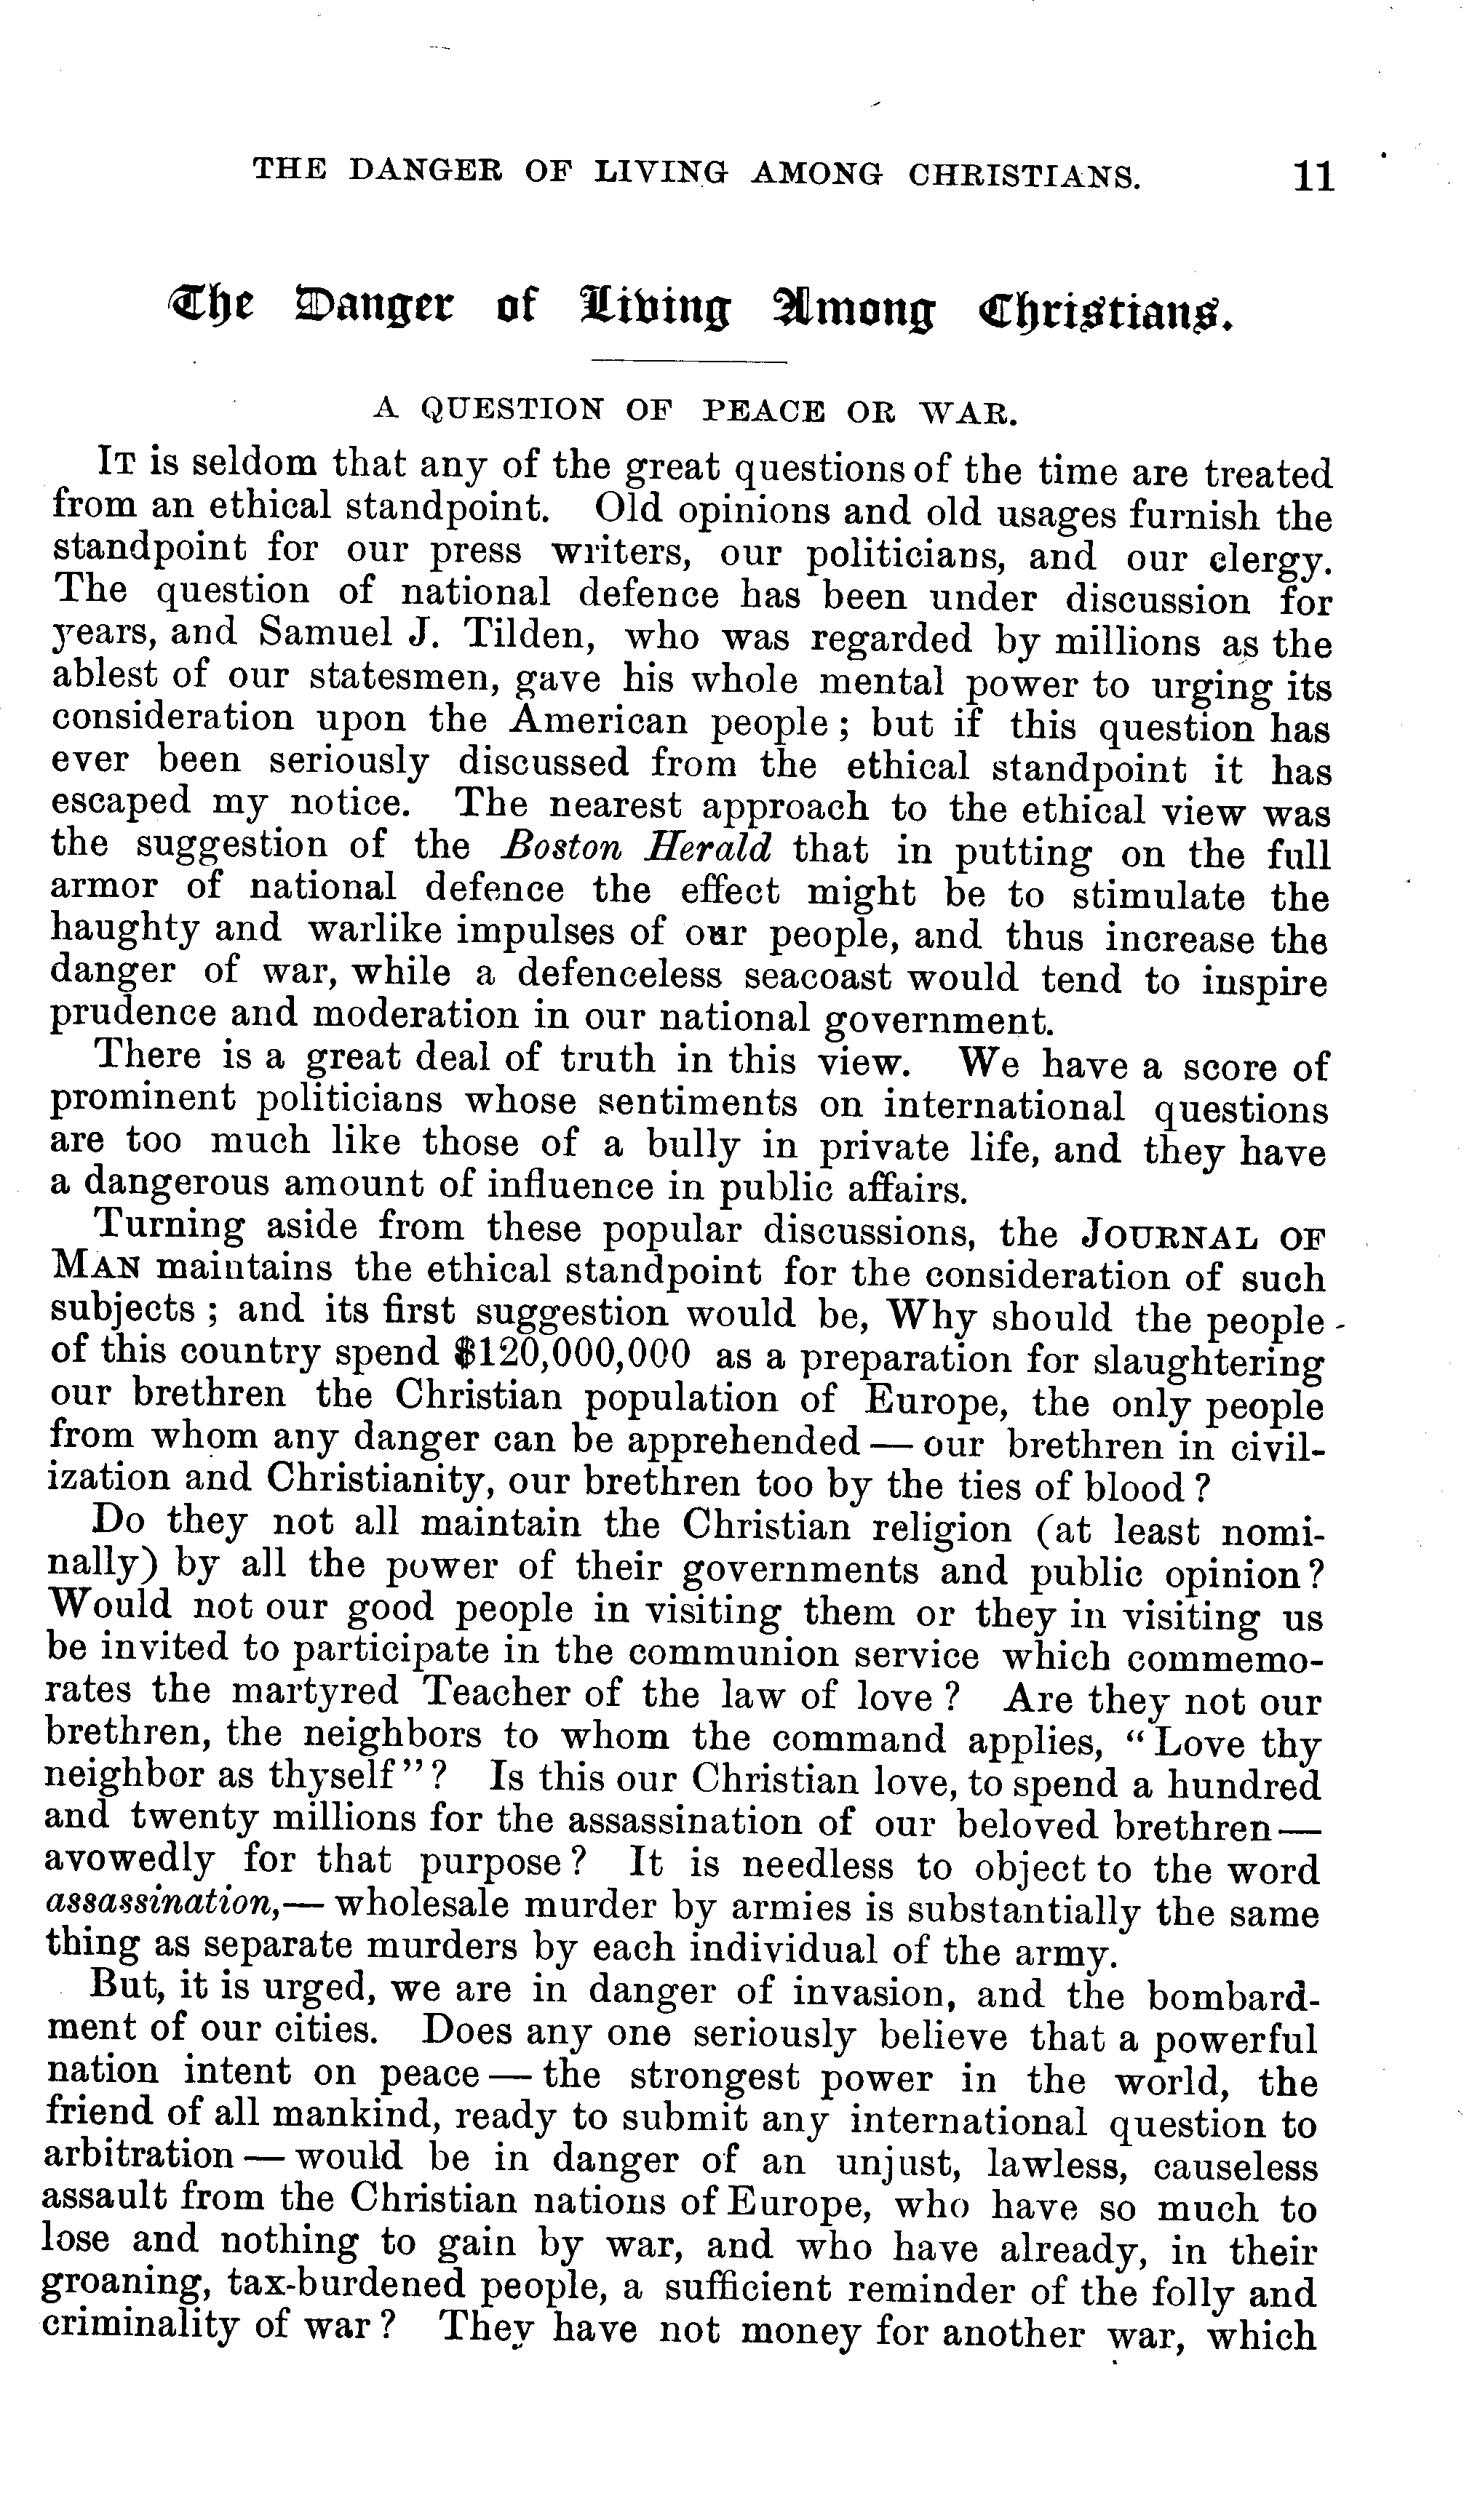 THE DANGER OF LIVING AMONG CHRISTIANS. 11
The Danger of Living Among Christians.
A QUESTION OF PEACE OR WAR.
IT is seldom that any of the great questions of the time are treated
from an ethical standpoint. Old opinions and old usages furnish the
standpoint for our press writers, our politicians, and our clergy.
The question of national defence has been under discussion for
years, and Samuel J. Tilden, who was regarded by millions as the
ablest of our statesmen, gave his whole mental power to urging its
consideration upon the American people; but if this question has
ever been seriously discussed from the ethical standpoint it has
escaped my notice. The nearest approach to the ethical view was
the suggestion of the Boston Herald that in putting on the full
armor of national defence the effect might be to stimulate the
haughty and warlike impulses of our people, and thus increase the
danger of war, while a defenceless seacoast would tend to inspire
prudence and moderation in our national government.
There is a great deal of truth in this view. We have a score of
prominent politicians whose sentiments on international questions
are too much like those of a bully in private life, and they have
a dangerous amount of influence in public affairs.
Turning aside from these popular discussions, the JOURNAL OF
MAN maintains the ethical standpoint for the consideration of such
subjects; and its first suggestion would be, Why should the people
of this country spend $120,000,000 as a preparation for slaughtering
our brethren the Christian population of Europe, the only people
from whom any danger can be apprehended — our brethren in civil-
ization and Christianity, our brethren too by the ties of blood?
Do they not all maintain the Christian religion (at least nomi-
nally) by all the power of their governments and public opinion?
Would not our good people in visiting them or they in visiting us
be invited to participate in the communion service which commemo-
rates the martyred Teacher of the law of love? Are they not our
brethren, the neighbors to whom the command applies, "Love thy
neighbor as thyself"? Is this our Christian love, to spend a hundred
and twenty millions for the assassination of our beloved brethren—
avowedly for that purpose? It is needless to object to the word
assassination,— wholesale murder by armies is substantially the same
thing as separate murders by each individual of the army.
But, it is urged, we are in danger of invasion, and the bombard-
ment of our cities. Does any one seriously believe that a powerful
nation intent on peace — the strongest power in the world, the
friend of all mankind, ready to submit any international question to
arbitration — would be in danger of an unjust, lawless, causeless
assault from the Christian nations of Europe, who have so much to
lose and nothing to gain by war, and who have already, in their
groaning, tax-burdened people, a sufficient reminder of the folly and
criminality of war? They have not money for another war, which